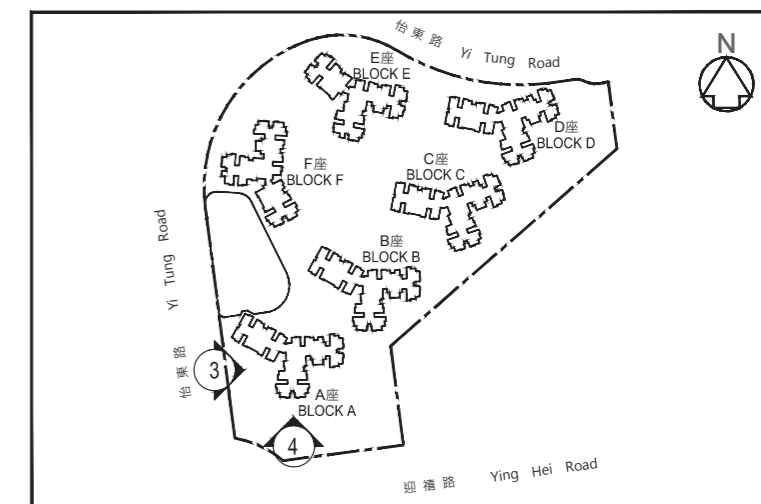 怡東路 Yi Tung Road
N
E座
BLOCK E
D座
BLOCK D
C座
BLOCK C
F座
BLOCK F
B座
BLOCK B
怡東路 Yi Tung Road
3
A座
BLOCK A
4
迎禧路 Ying Hei Road